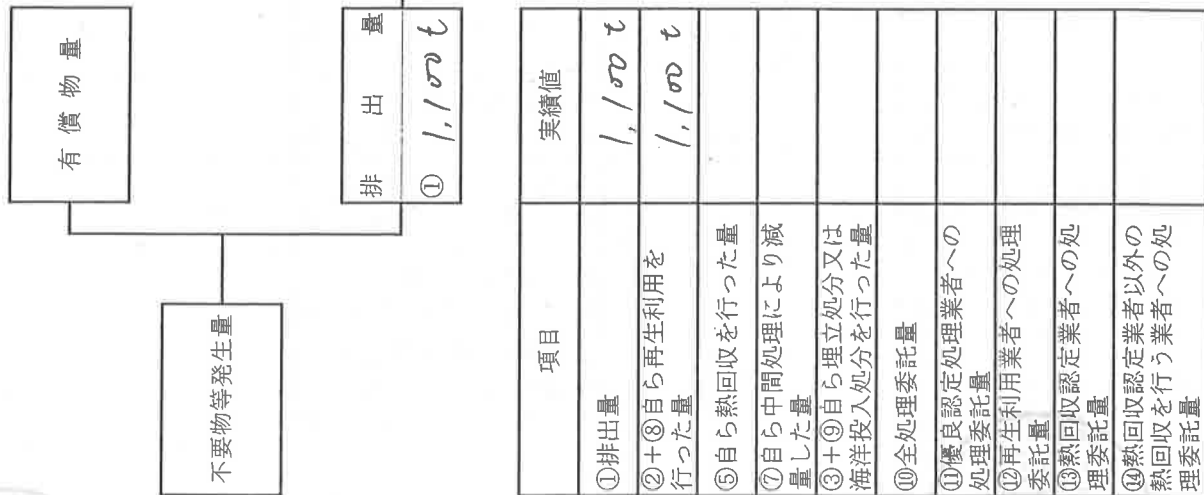 有償物量
不要物等発生量
排出量
① 1,100 t
項目 実績値
①排出量 1,100 t
②+⑧自ら再生利用を
行った量 1,100 t
⑤自ら熱回収を行った量
⑦自ら中間処理により減
量した量
③+⑨自ら埋立処分又は
海洋投入処分を行った量
⑩全処理委託量
⑪優良認定処理業者への
処理委託量
⑫再生利用業者への処理
委託量
⑬熱回収認定業者への処
理委託量
⑭熱回収認定業者以外の
熱回収を行う業者への処
理委託量